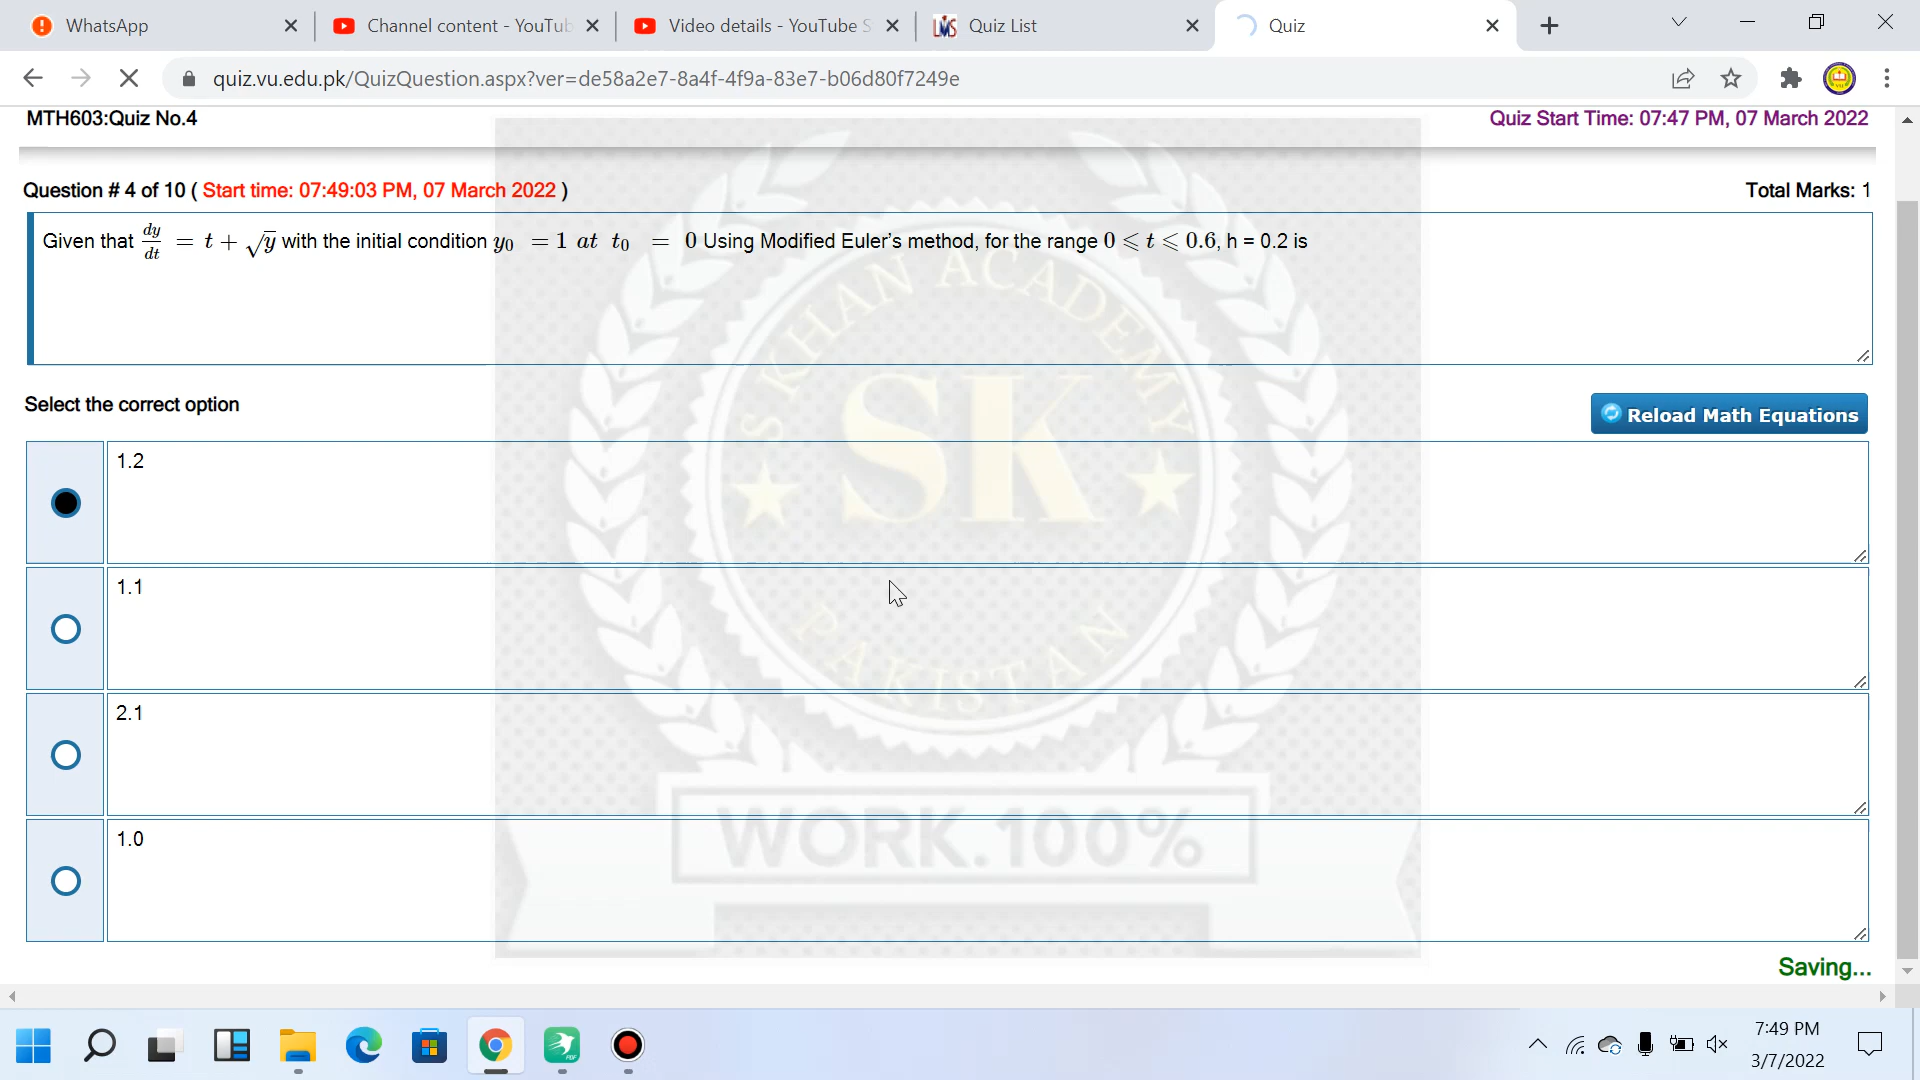 WhatsApp
Channel content - YouTub
Video details - YouTube S
Quiz List
Quiz
quiz.vu.edu.pk/QuizQuestion.aspx?ver=de58a2e7-8a4f-4f9a-83e7-b06d80f7249e
MTH603:Quiz No.4
Quiz Start Time: 07:47 PM, 07 March 2022
Question # 4 of 10 ( Start time: 07:49:03 PM, 07 March 2022 )
Total Marks: 1
Given that dy/dt = t + √y with the initial condition y₀ = 1 at t₀ = 0 Using Modified Euler's method, for the range 0 ⩽ t ⩽ 0.6, h = 0.2 is
Select the correct option
Reload Math Equations
1.2
1.1
2.1
1.0
SK KHAN ACADEMY
SK
PAKISTAN
WORK.100%
Saving...
7:49 PM
3/7/2022